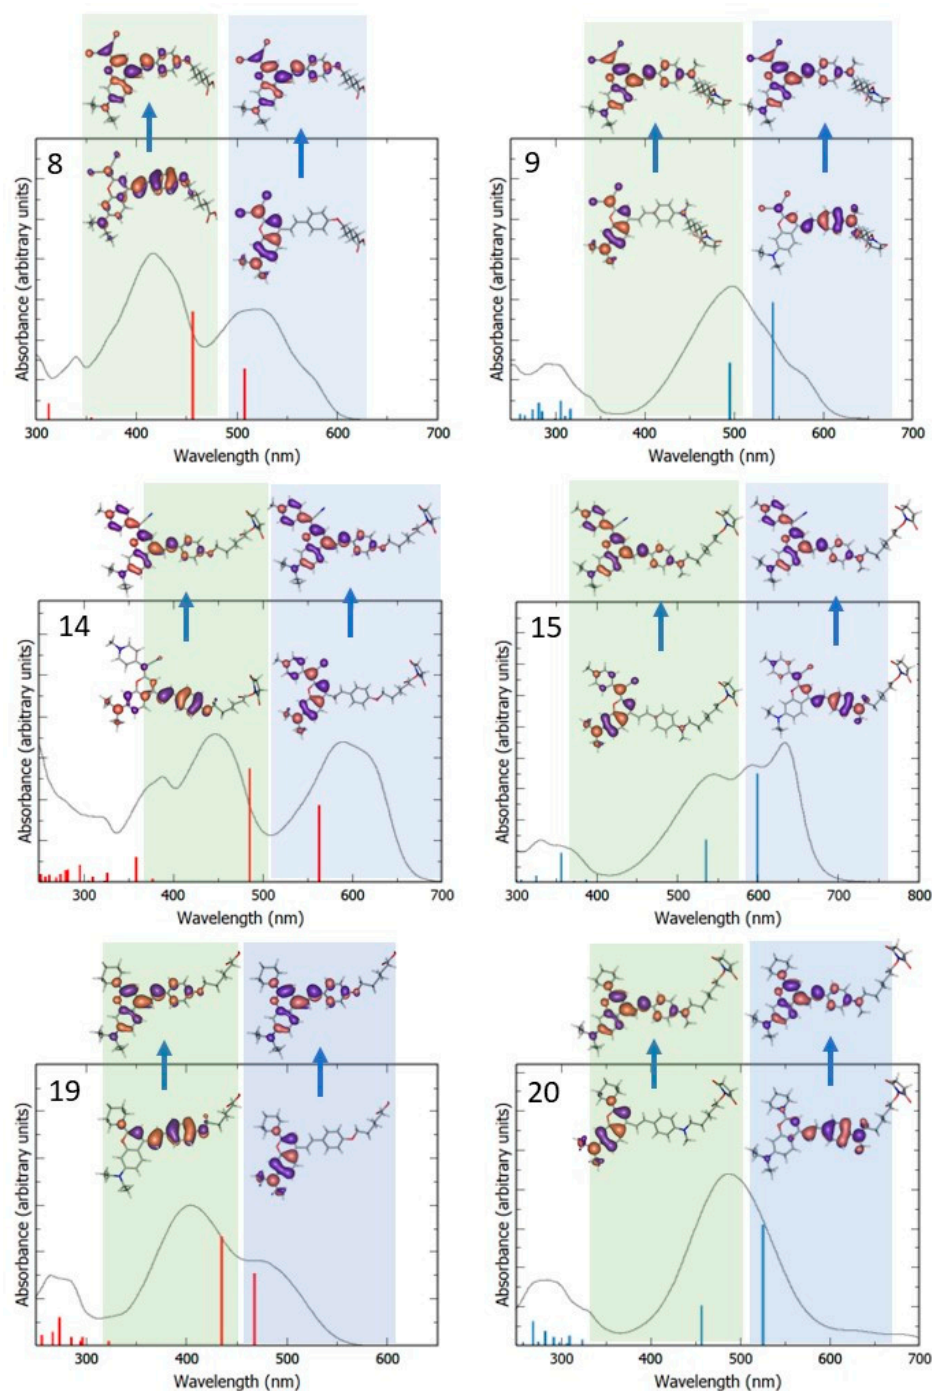 8
Absorbance (arbitrary units)
300 400 500 600 700
Wavelength (nm)
9
Absorbance (arbitrary units)
300 400 500 600 700
Wavelength (nm)
14
Absorbance (arbitrary units)
300 400 500 600 700
Wavelength (nm)
15
Absorbance (arbitrary units)
300 400 500 600 700 800
Wavelength (nm)
19
Absorbance (arbitrary units)
300 400 500 600
Wavelength (nm)
20
Absorbance (arbitrary units)
300 400 500 600 700
Wavelength (nm)